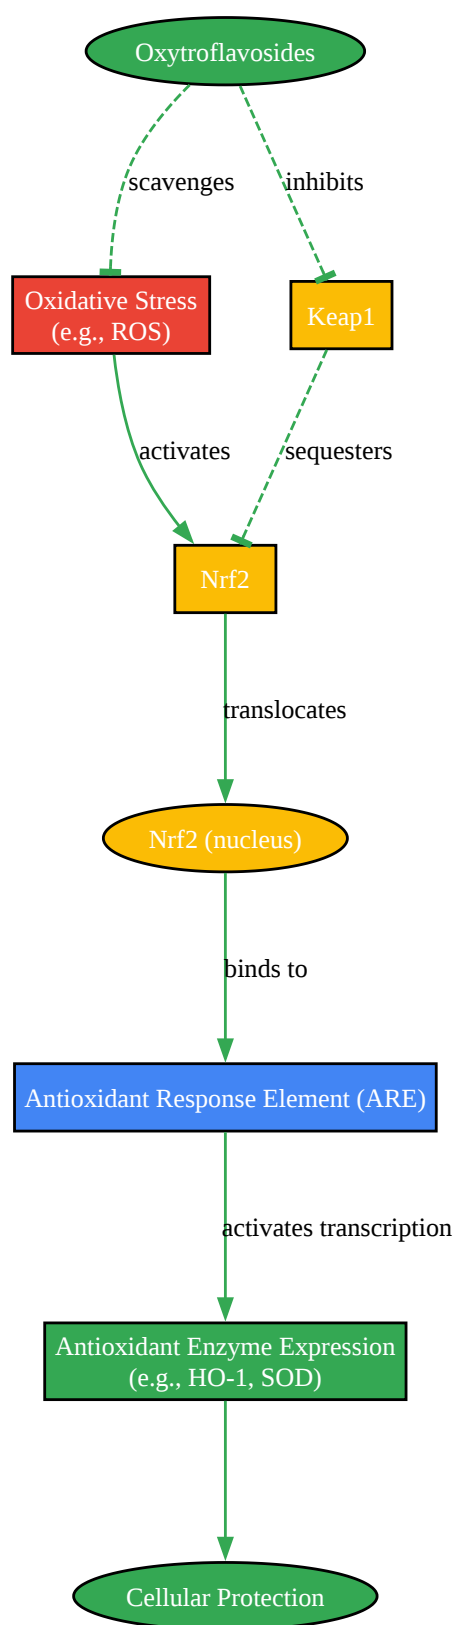 Oxytroflavosides
scavenges
inhibits
Oxidative Stress
(e.g., ROS)
Keap1
activates
sequesters
Nrf2
translocates
Nrf2 (nucleus)
binds to
Antioxidant Response Element (ARE)
activates transcription
Antioxidant Enzyme Expression
(e.g., HO-1, SOD)
Cellular Protection